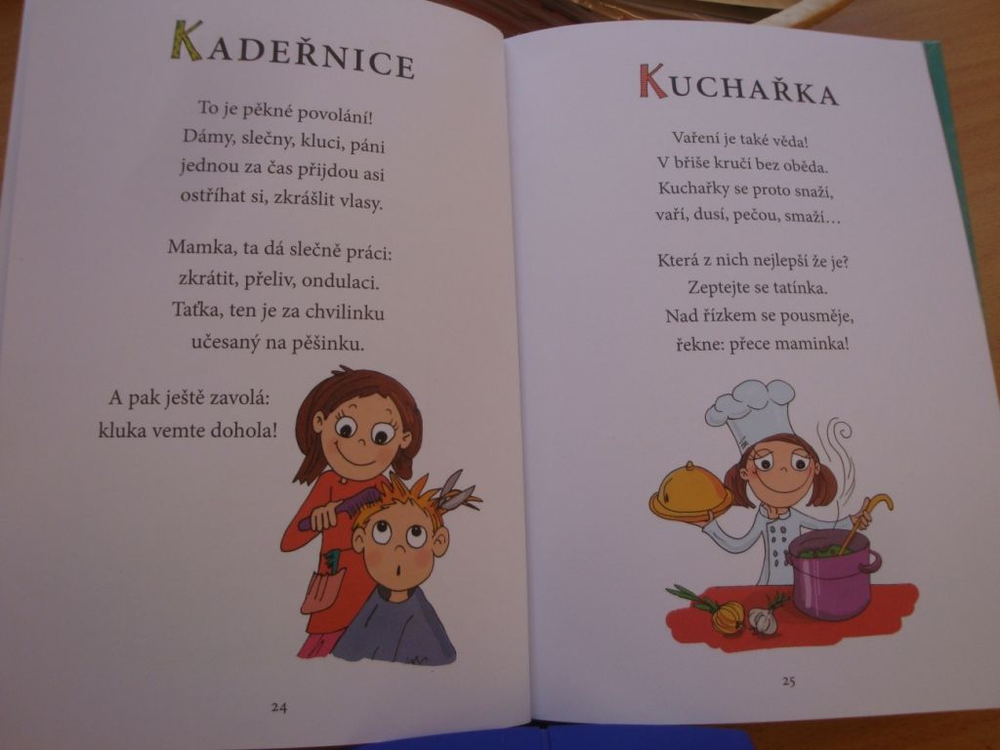 KADEŘNICE
To je pěkné povolání!
Dámy, slečny, kluci, páni
jednou za čas přijdou asi
ostříhat si, zkrášlit vlasy.
Mamka, ta dá slečně práci:
zkrátit, přeliv, ondulaci.
Taťka, ten je za chvilinku
učesaný na pěšinku.
A pak ještě zavolá:
kluka vemte dohola!
24
KUCHAŘKA
Vaření je také věda!
V břiše kručí bez oběda.
Kuchařky se proto snaží,
vaří, dusí, pečou, smaží...
Která z nich nejlepší že je?
Zeptejte se tatínka.
Nad řízkem se pousměje,
řekne: přece maminka!
25